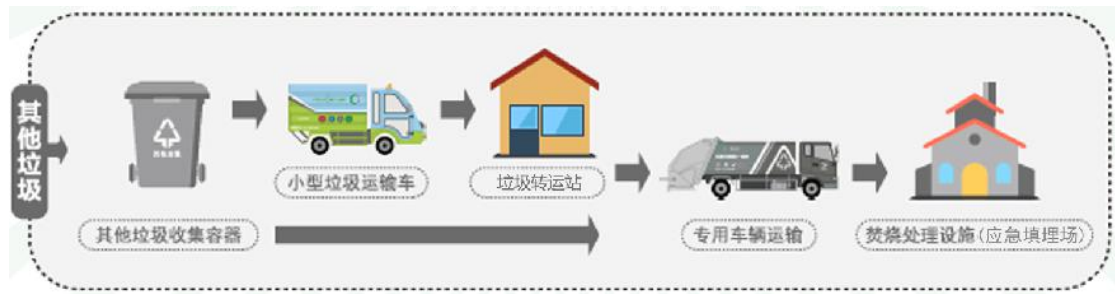 其他垃圾
小型垃圾运输车
垃圾转运站
其他垃圾收集容器
专用车辆运输
焚烧处理设施(应急填埋场)